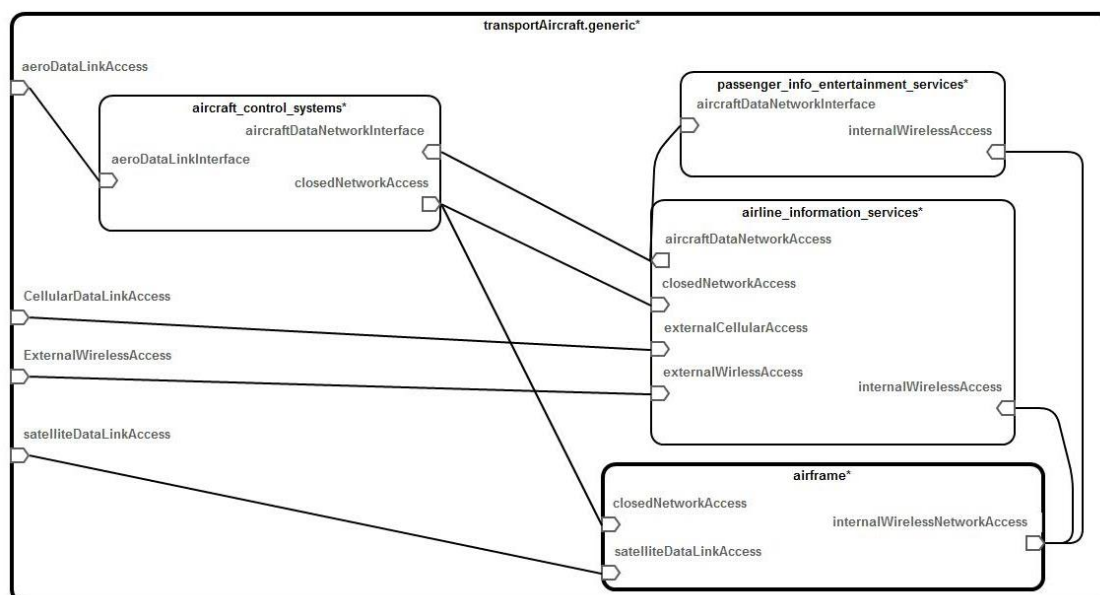 transportAircraft.generic*
aeroDataLinkAccess
aircraft_control_systems*
aircraftDataNetworkInterface
aeroDataLinkInterface
closedNetworkAccess
passenger_info_entertainment_services*
aircraftDataNetworkInterface
internalWirelessAccess
airline_information_services*
aircraftDataNetworkAccess
closedNetworkAccess
externalCellularAccess
externalWirlessAccess
internalWirelessAccess
CellularDataLinkAccess
ExternalWirelessAccess
satelliteDataLinkAccess
airframe*
closedNetworkAccess
internalWirelessNetworkAccess
satelliteDataLinkAccess